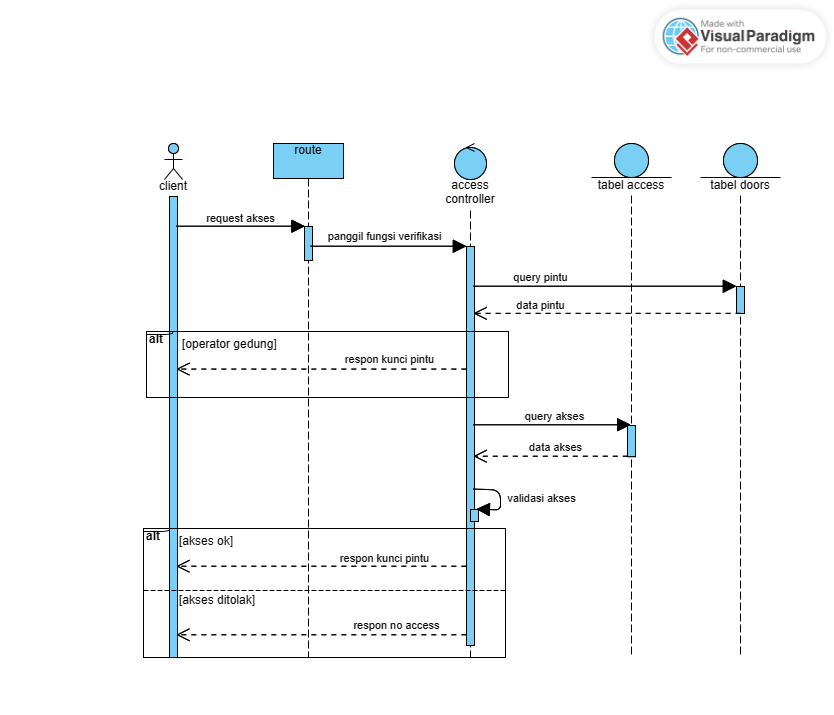 Made with
Visual Paradigm
For non-commercial use
route
client
access
controller
tabel access
tabel doors
request akses
panggil fungsi verifikasi
query pintu
data pintu
alt
[operator gedung]
respon kunci pintu
query akses
data akses
validasi akses
alt
[akses ok]
respon kunci pintu
[akses ditolak]
respon no access